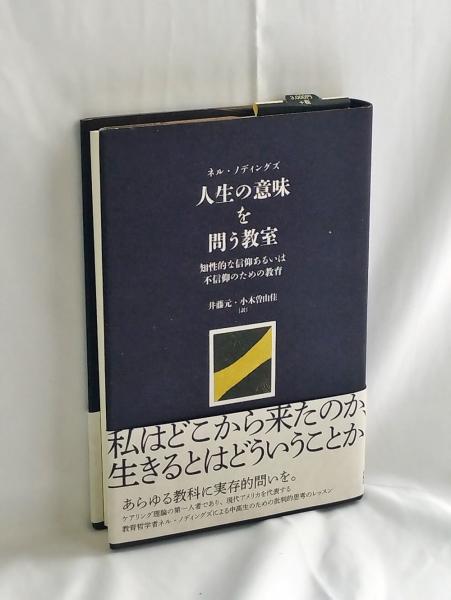 ネル・ノディングズ
人生の意味
を
問う教室
知性的な信仰あるいは
不信仰のための教育
井藤元・小木曽由佳
［訳］
私はどこから来たのか、
生きるとはどういうことか
あらゆる教科に実存的問いを。
ケアリング理論の第一人者であり、現代アメリカを代表する
教育哲学者ネル・ノディングズによる中高生のための批判的思考のレッスン